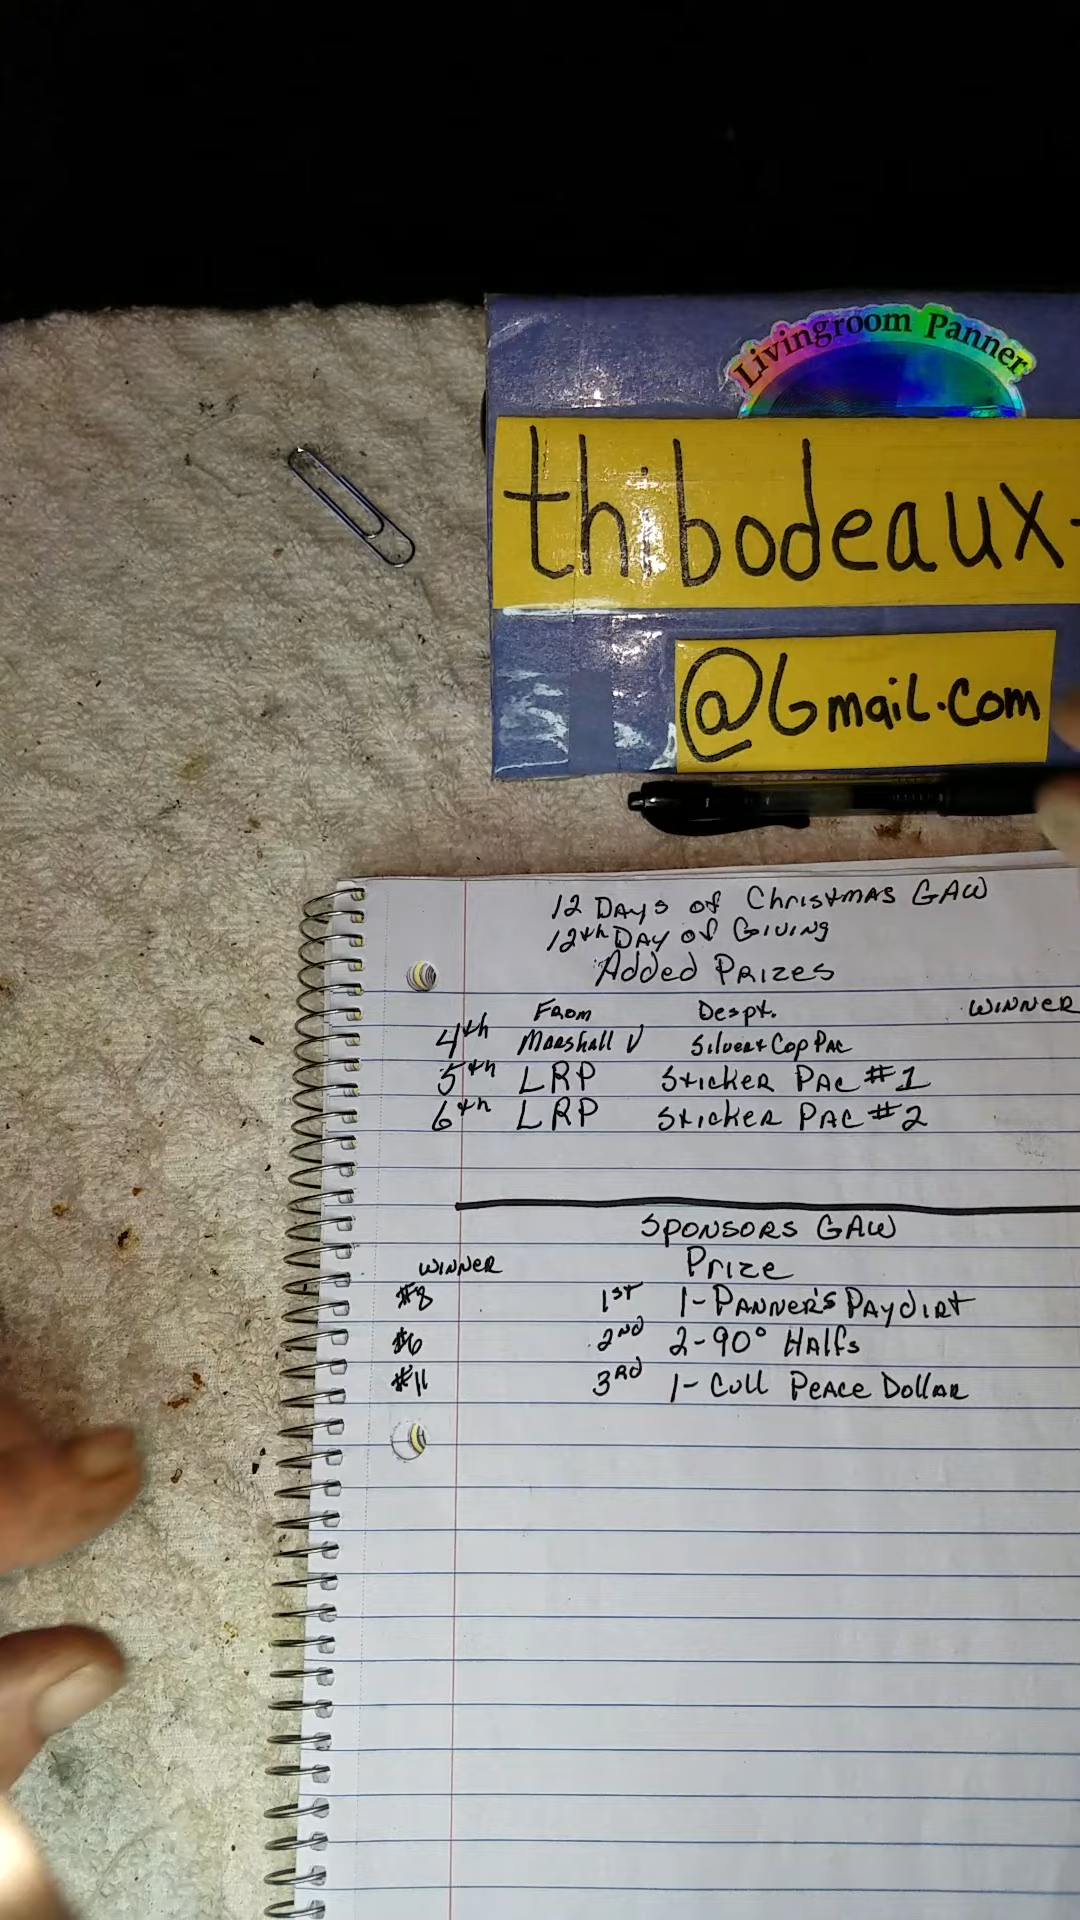 Livingroom Panner
thibodeaux-
@Gmail.com
12 Days of Christmas GAW
12th Day of Giving
Added Prizes
From Despt. Winner
4th Marshall V Silver+Cop Pac
5th LRP Sticker Pac #1
6th LRP Sticker Pac #2
Sponsors GAW
Winner Prize
#8 1st 1-Panner's Paydirt
#6 2nd 2-90° Halfs
#11 3rd 1-Cull Peace Dollar